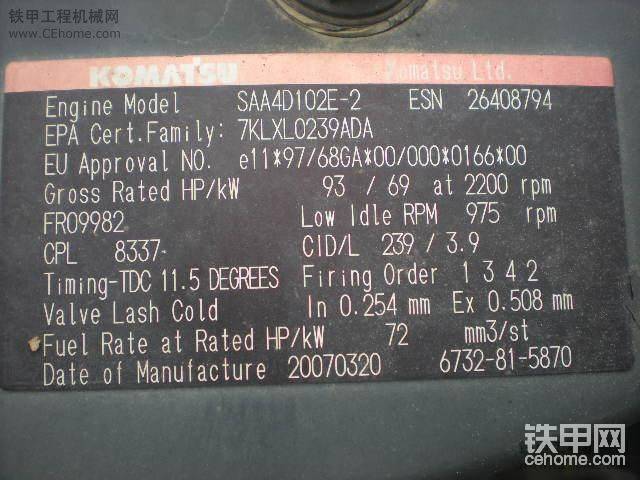 铁甲工程机械网
www.CEhome.com
KOMATSU Komatsu Ltd.
Engine Model SAA4D102E-2 ESN 26408794
EPA Cert.Family: 7KLXL0239ADA
EU Approval NO. e11*97/68GA*00/000*0166*00
Gross Rated HP/kW 93 / 69 at 2200 rpm
FR09982 Low Idle RPM 975 rpm
CPL 8337 CID/L 239 / 3.9
Timing-TDC 11.5 DEGREES Firing Order 1 3 4 2
Valve Lash Cold In 0.254 mm Ex 0.508 mm
Fuel Rate at Rated HP/kW 72 mm3/st
Date of Manufacture 20070320 6732-81-5870
铁甲网
cehome.com